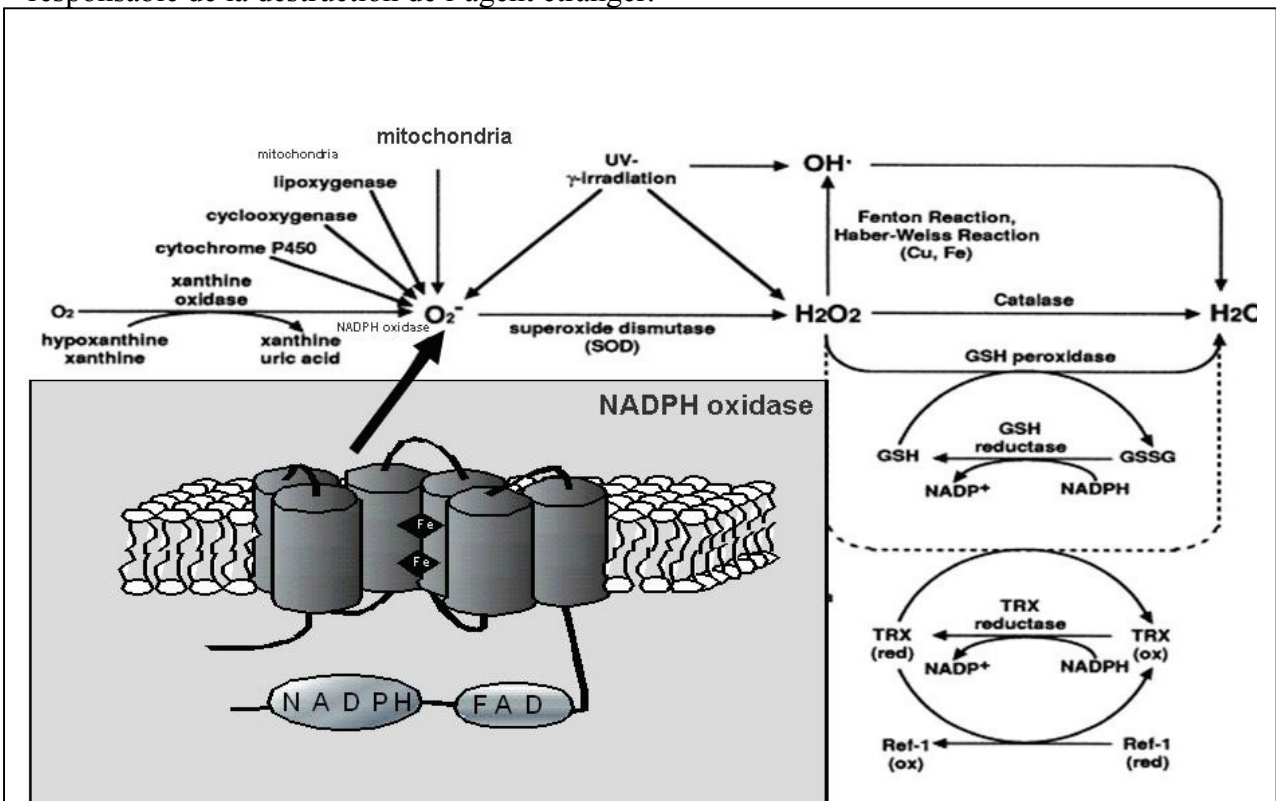 responsable de la destruction de l'agent étranger.
mitochondria
mitochondria
lipoxygenase
cyclooxygenase
cytochrome P450
xanthine
oxidase
O2
hypoxanthine
xanthine
xanthine
uric acid
NADPH oxidase
O2-
UV-
γ-irradiation
superoxide dismutase
(SOD)
OH·
Fenton Reaction,
Haber-Weiss Reaction
(Cu, Fe)
H2O2
Catalase
H2O
GSH peroxidase
GSH
reductase
GSH
GSSG
NADP+
NADPH
TRX
reductase
TRX
(red)
TRX
(ox)
NADP+
NADPH
Ref-1
(ox)
Ref-1
(red)
NADPH oxidase
Fe
Fe
NADPH
FAD